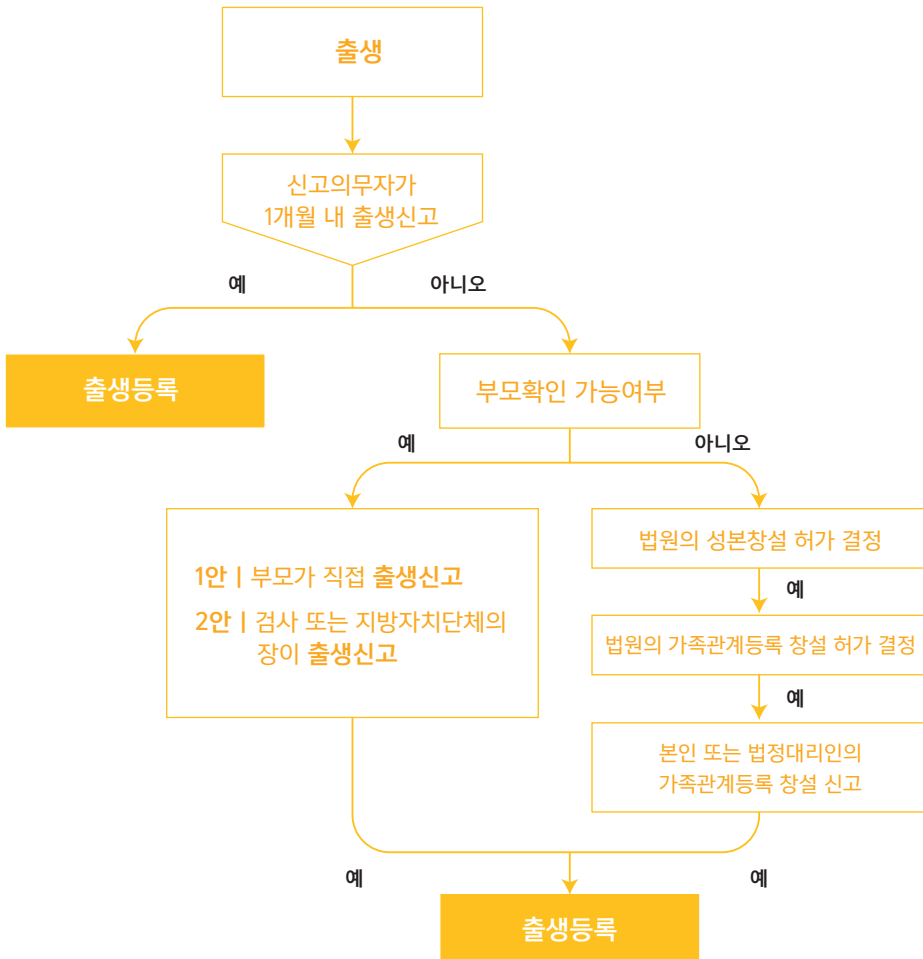 출생
신고의무자가
1개월 내 출생신고
예
아니오
출생등록
부모확인 가능여부
예
아니오
1안 | 부모가 직접 출생신고
2안 | 검사 또는 지방자치단체의
장이 출생신고
법원의 성본창설 허가 결정
예
법원의 가족관계등록 창설 허가 결정
예
본인 또는 법정대리인의
가족관계등록 창설 신고
예
예
출생등록